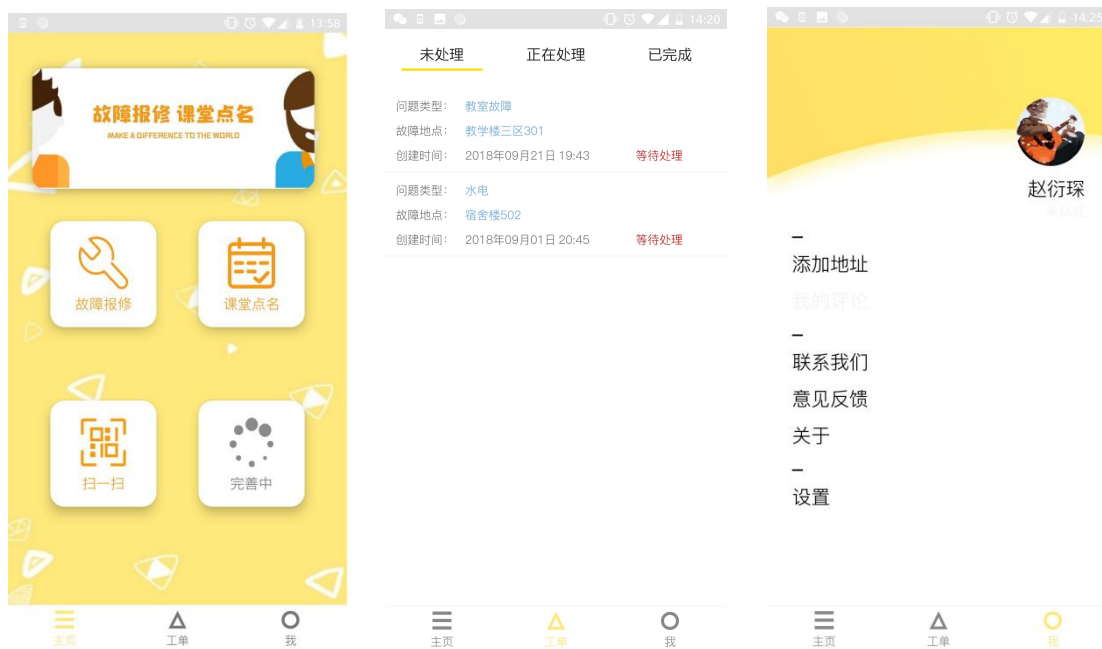 13:58
故障报修 课堂点名
MAKE A DIFFERENCE TO THE WORLD
故障报修
课堂点名
扫一扫
完善中
主页
工单
我
14:20
未处理
正在处理
已完成
问题类型: 教室故障
故障地点: 教学楼三区301
创建时间: 2018年09月21日 19:43 等待处理
问题类型: 水电
故障地点: 宿舍楼502
创建时间: 2018年09月01日 20:45 等待处理
主页
工单
我
14:25
赵衍琛
未认证
添加地址
我的评论
联系我们
意见反馈
关于
设置
主页
工单
我